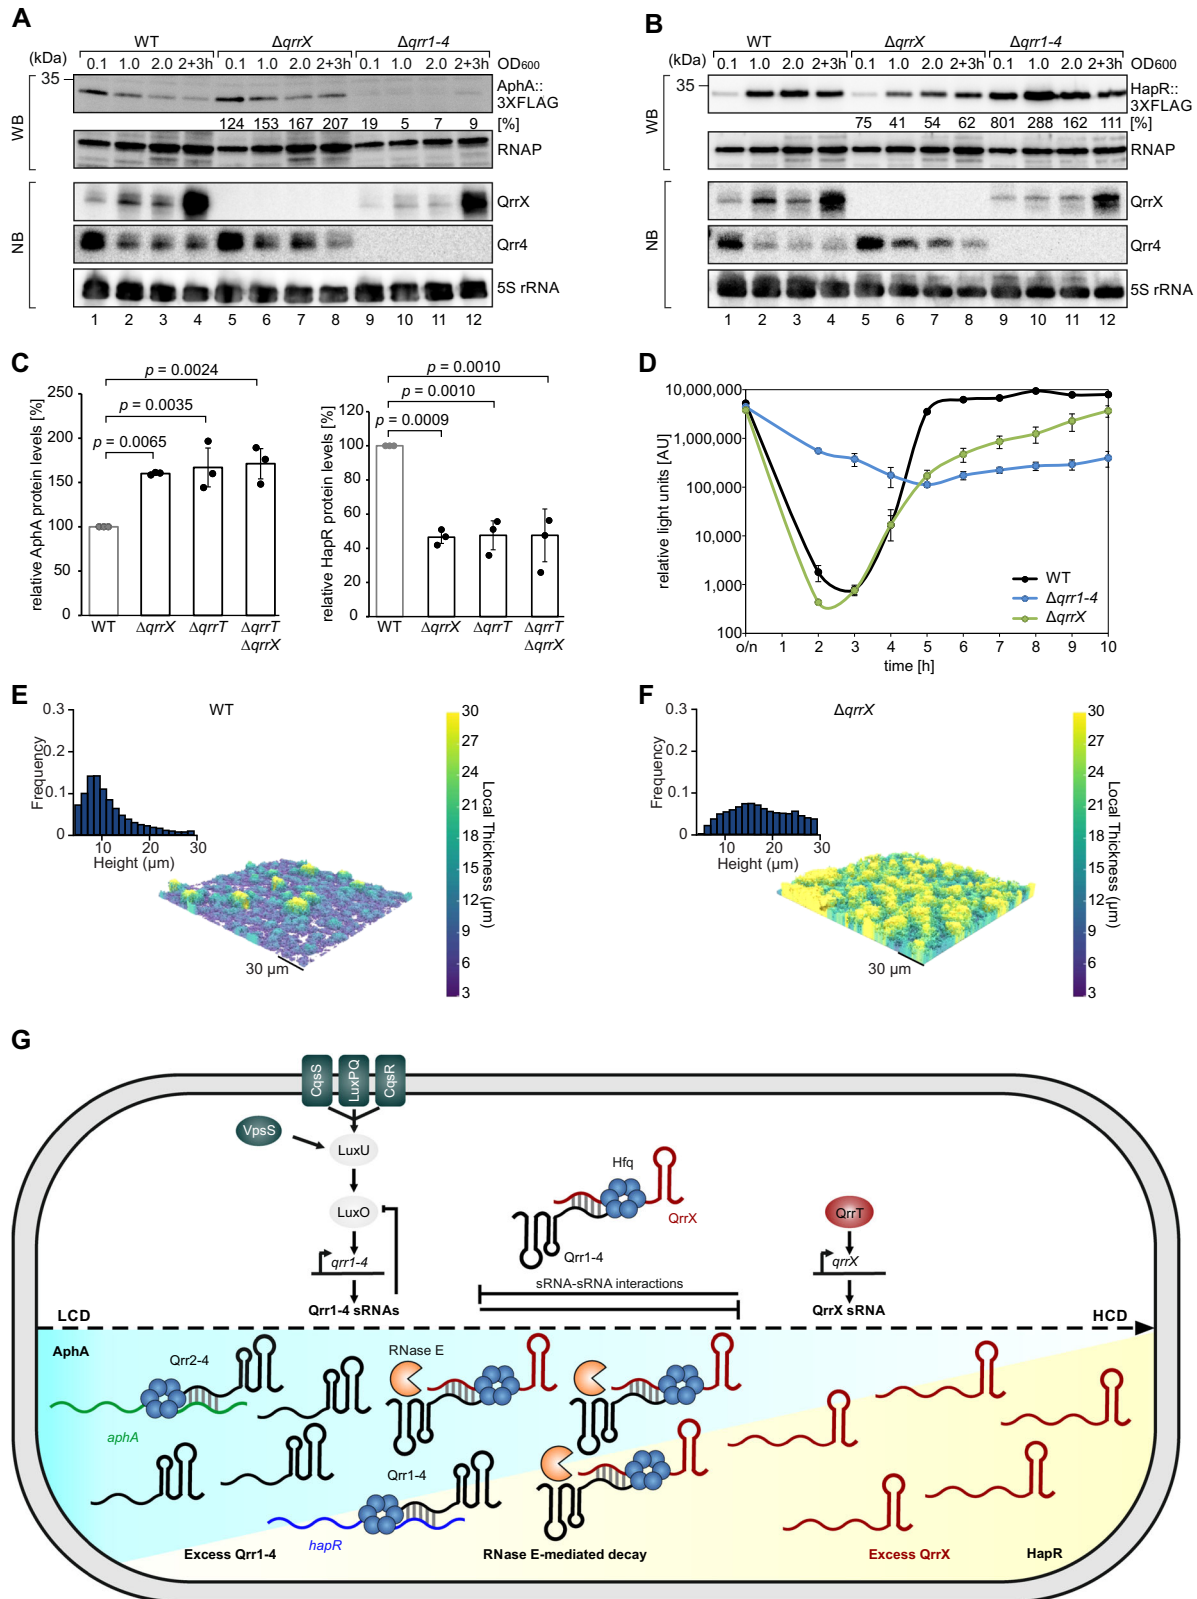 A
WT ΔqrrX Δqrr1-4
(kDa) 0.1 1.0 2.0 2+3h 0.1 1.0 2.0 2+3h 0.1 1.0 2.0 2+3h OD600
35
AphA::
3XFLAG
WB
124 153 167 207 19 5 7 9 [%]
RNAP
QrrX
NB
Qrr4
5S rRNA
1 2 3 4 5 6 7 8 9 10 11 12
B
WT ΔqrrX Δqrr1-4
(kDa) 0.1 1.0 2.0 2+3h 0.1 1.0 2.0 2+3h 0.1 1.0 2.0 2+3h OD600
35
HapR::
3XFLAG
WB
75 41 54 62 801 288 162 111 [%]
RNAP
QrrX
NB
Qrr4
5S rRNA
1 2 3 4 5 6 7 8 9 10 11 12
C
relative AphA protein levels [%]
250
200
150
100
50
0
p = 0.0024
p = 0.0035
p = 0.0065
WT ΔqrrX ΔqrrT ΔqrrT
ΔqrrX
relative HapR protein levels [%]
120
100
80
60
40
20
0
p = 0.0010
p = 0.0010
p = 0.0009
WT ΔqrrX ΔqrrT ΔqrrT
ΔqrrX
D
relative light units [AU]
10,000,000
1,000,000
100,000
10,000
1,000
100
WT
Δqrr1-4
ΔqrrX
o/n 1 2 3 4 5 6 7 8 9 10
time [h]
E
WT
Frequency
0.3
0.2
0.1
0
10 20 30
Height (μm)
30 μm
30
27
24
21
18
15
12
9
6
3
Local Thickness (μm)
F
ΔqrrX
Frequency
0.3
0.2
0.1
0
10 20 30
Height (μm)
30 μm
30
27
24
21
18
15
12
9
6
3
Local Thickness (μm)
G
CqsS LuxPQ CqsR
VpsS
LuxU
LuxO
qrr1-4
Qrr1-4 sRNAs
Hfq
QrrX
Qrr1-4
sRNA-sRNA interactions
QrrT
qrrX
QrrX sRNA
LCD HCD
AphA
Qrr2-4
aphA
RNase E
Qrr1-4
hapR
Excess Qrr1-4
RNase E-mediated decay
Excess QrrX
HapR